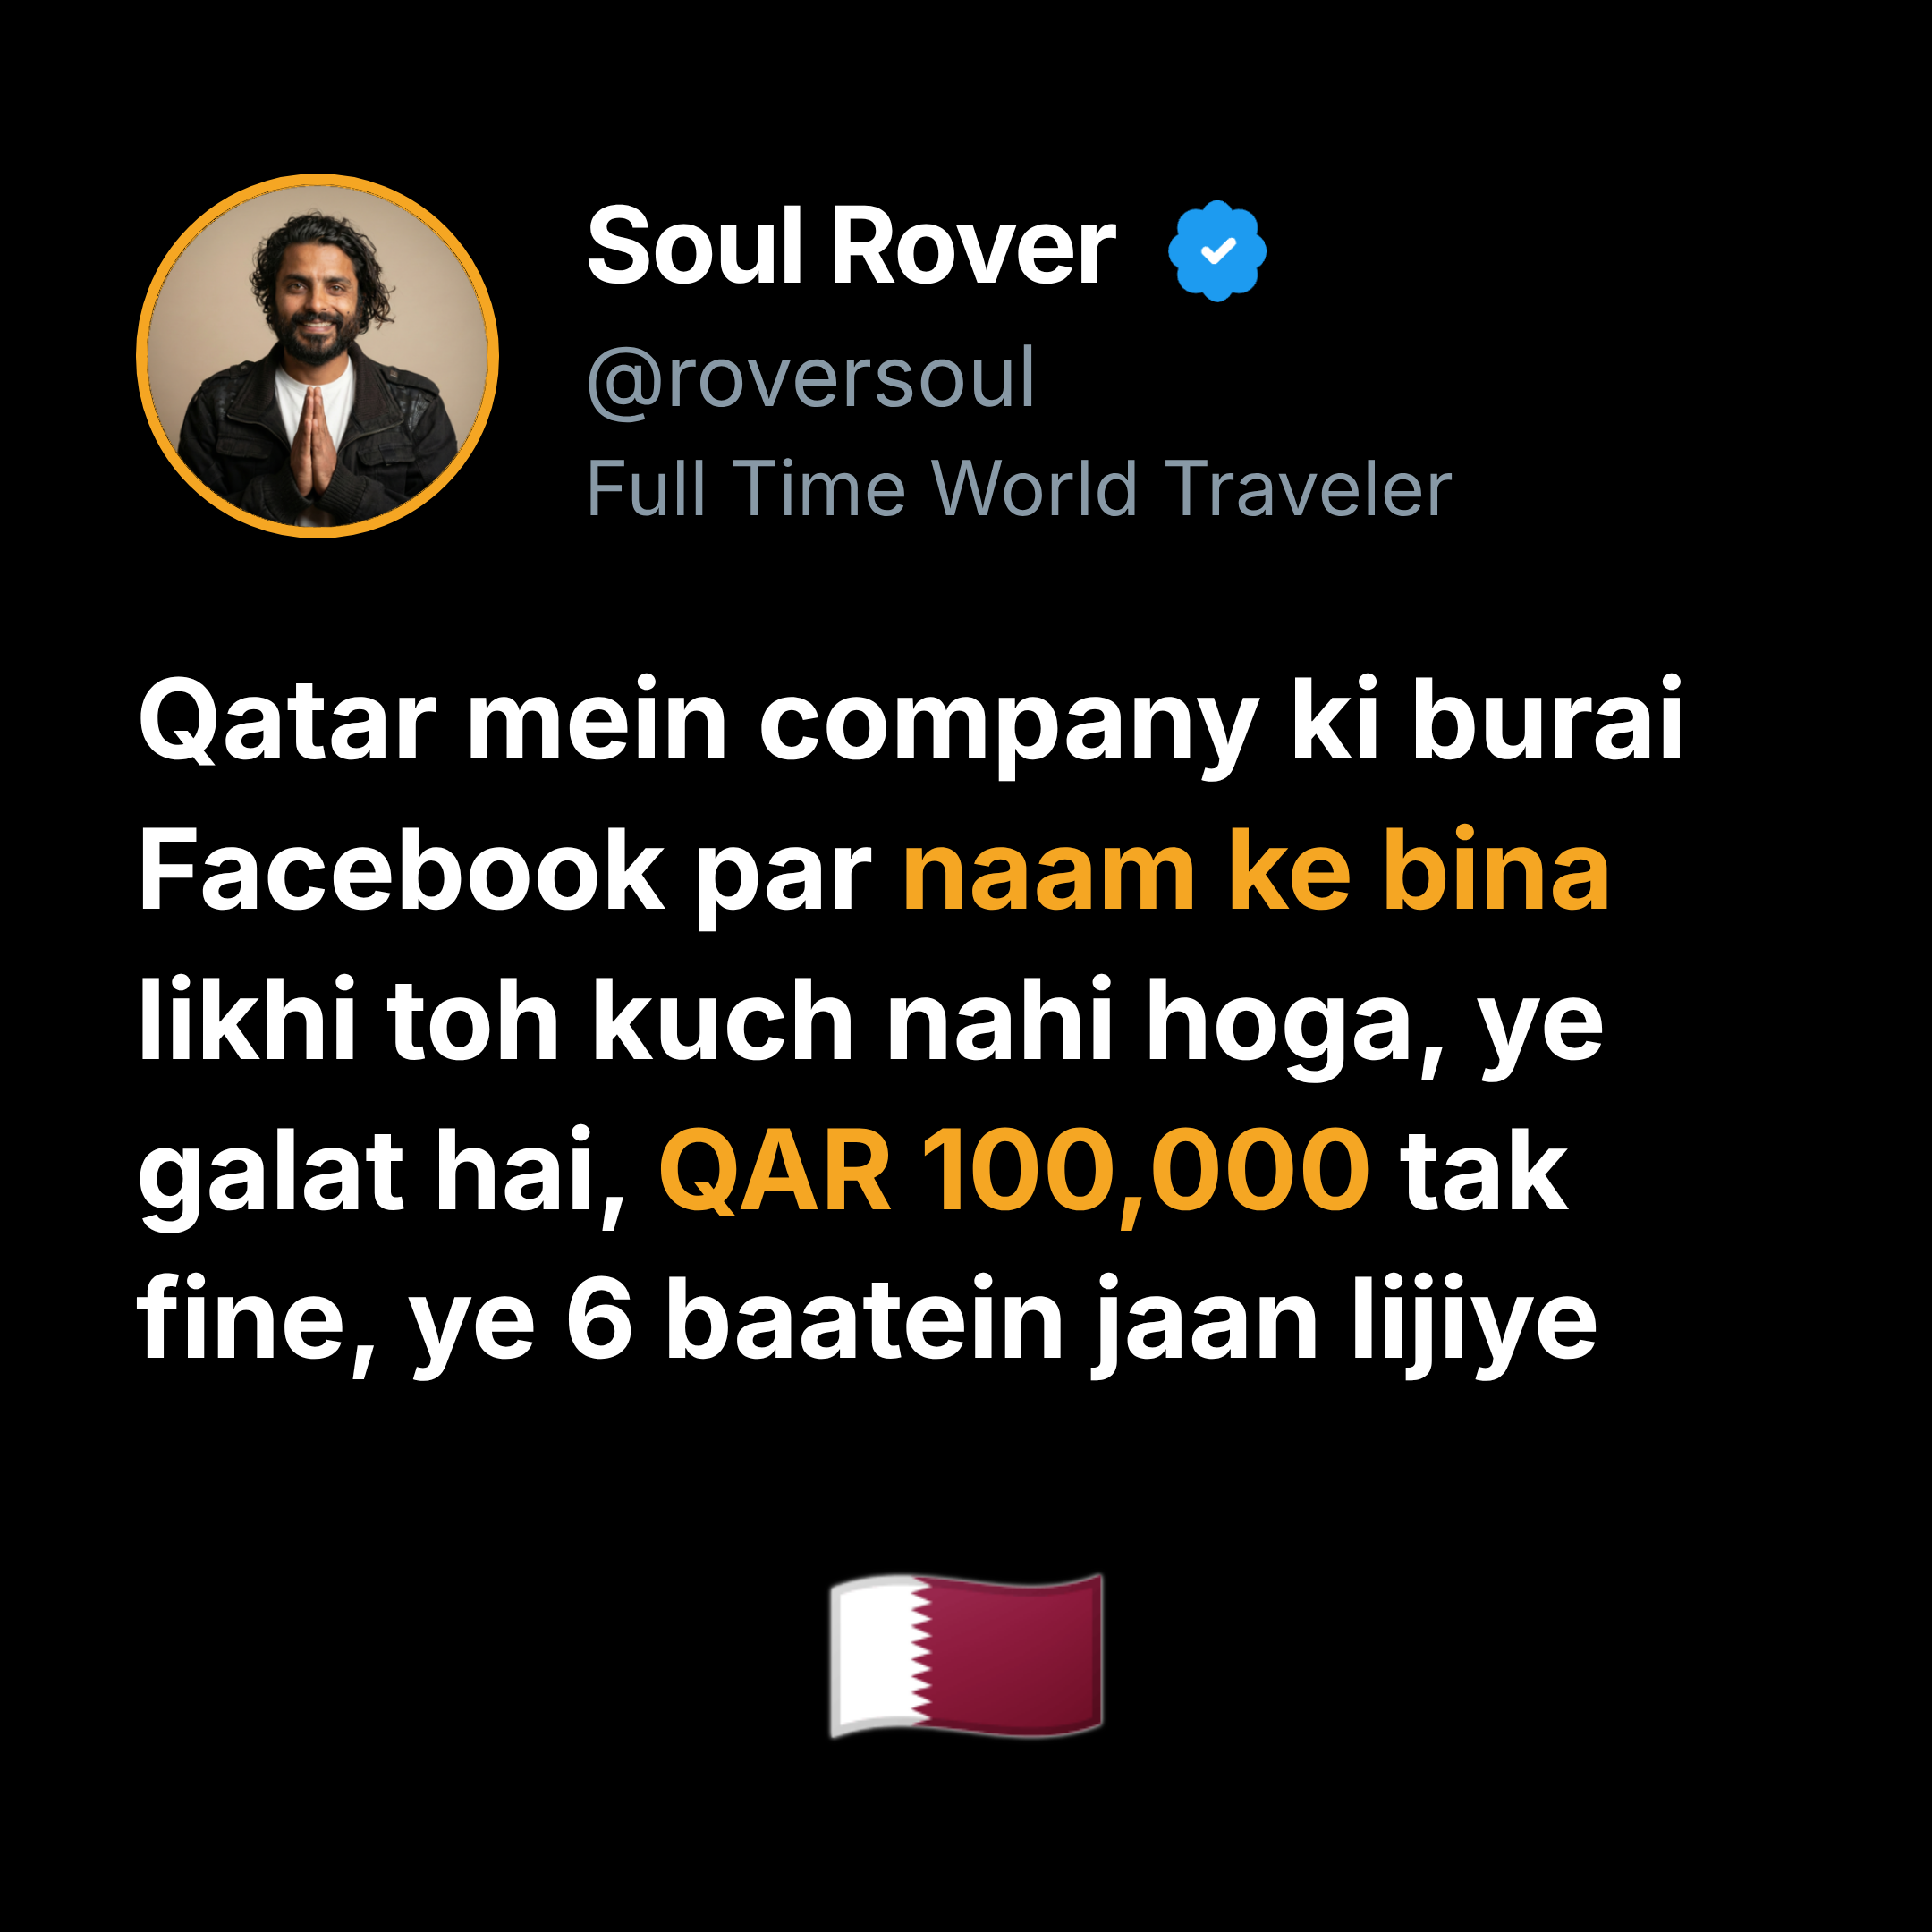 Soul Rover
@roversoul
Full Time World Traveler
Qatar mein company ki burai
Facebook par naam ke bina
likhi toh kuch nahi hoga, ye
galat hai, QAR 100,000 tak
fine, ye 6 baatein jaan lijiye